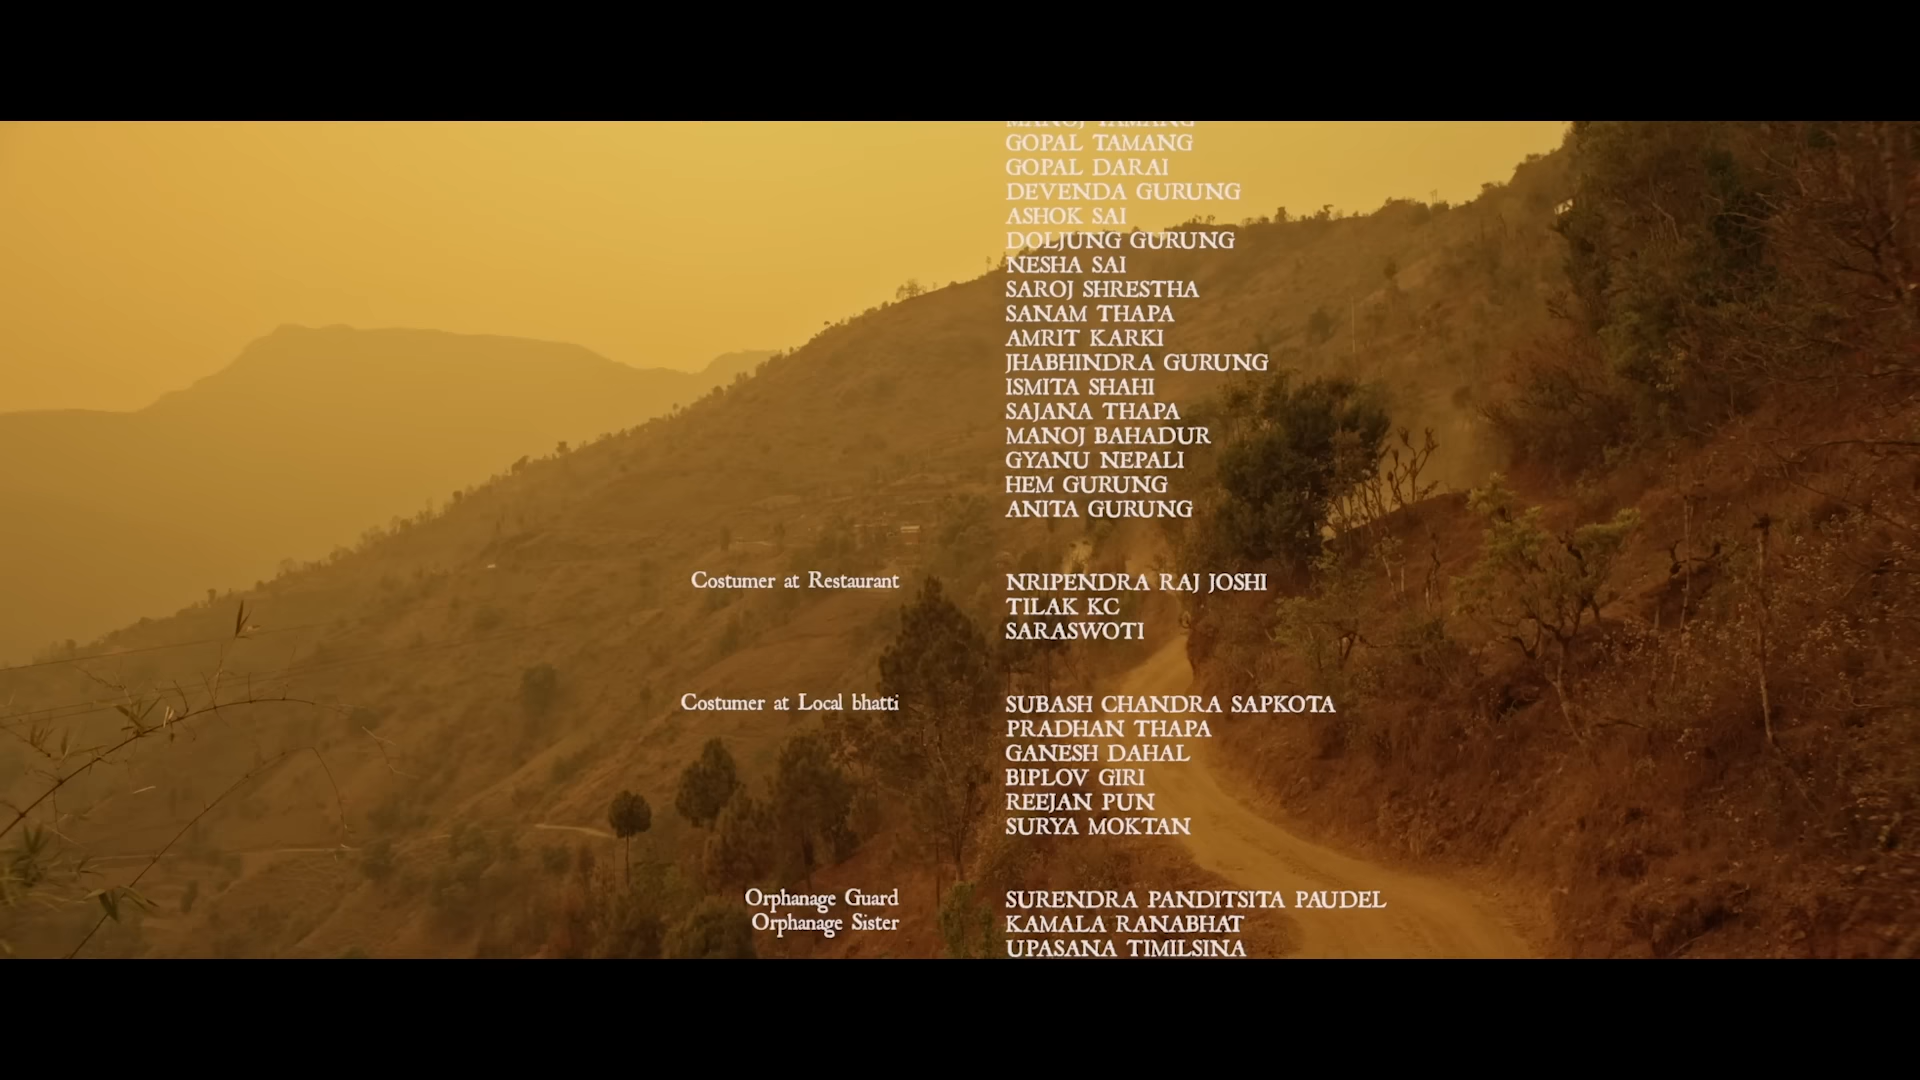 MANOJ TAMANG
GOPAL TAMANG
GOPAL DARAI
DEVENDA GURUNG
ASHOK SAI
DOLJUNG GURUNG
NESHA SAI
SAROJ SHRESTHA
SANAM THAPA
AMRIT KARKI
JHABHINDRA GURUNG
ISMITA SHAHI
SAJANA THAPA
MANOJ BAHADUR
GYANU NEPALI
HEM GURUNG
ANITA GURUNG
Costumer at Restaurant NRIPENDRA RAJ JOSHI
TILAK KC
SARASWOTI
Costumer at Local bhatti SUBASH CHANDRA SAPKOTA
PRADHAN THAPA
GANESH DAHAL
BIPLOV GIRI
REEJAN PUN
SURYA MOKTAN
Orphanage Guard SURENDRA PANDITSITA PAUDEL
Orphanage Sister KAMALA RANABHAT
UPASANA TIMILSINA